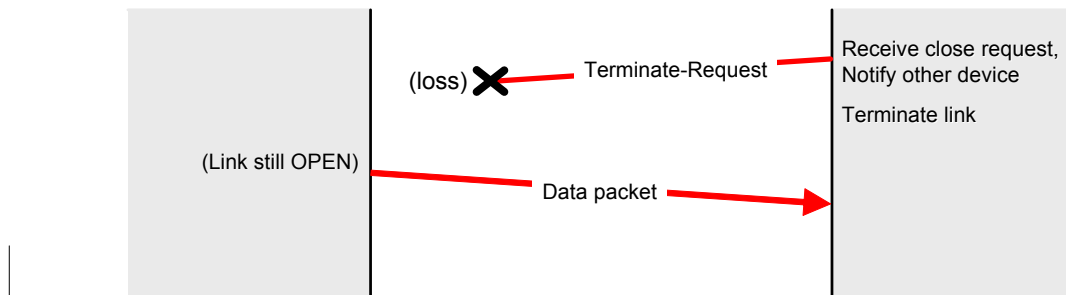 Receive close request,
Notify other device
Terminate-Request
(loss)
Terminate link
(Link still OPEN)
Data packet